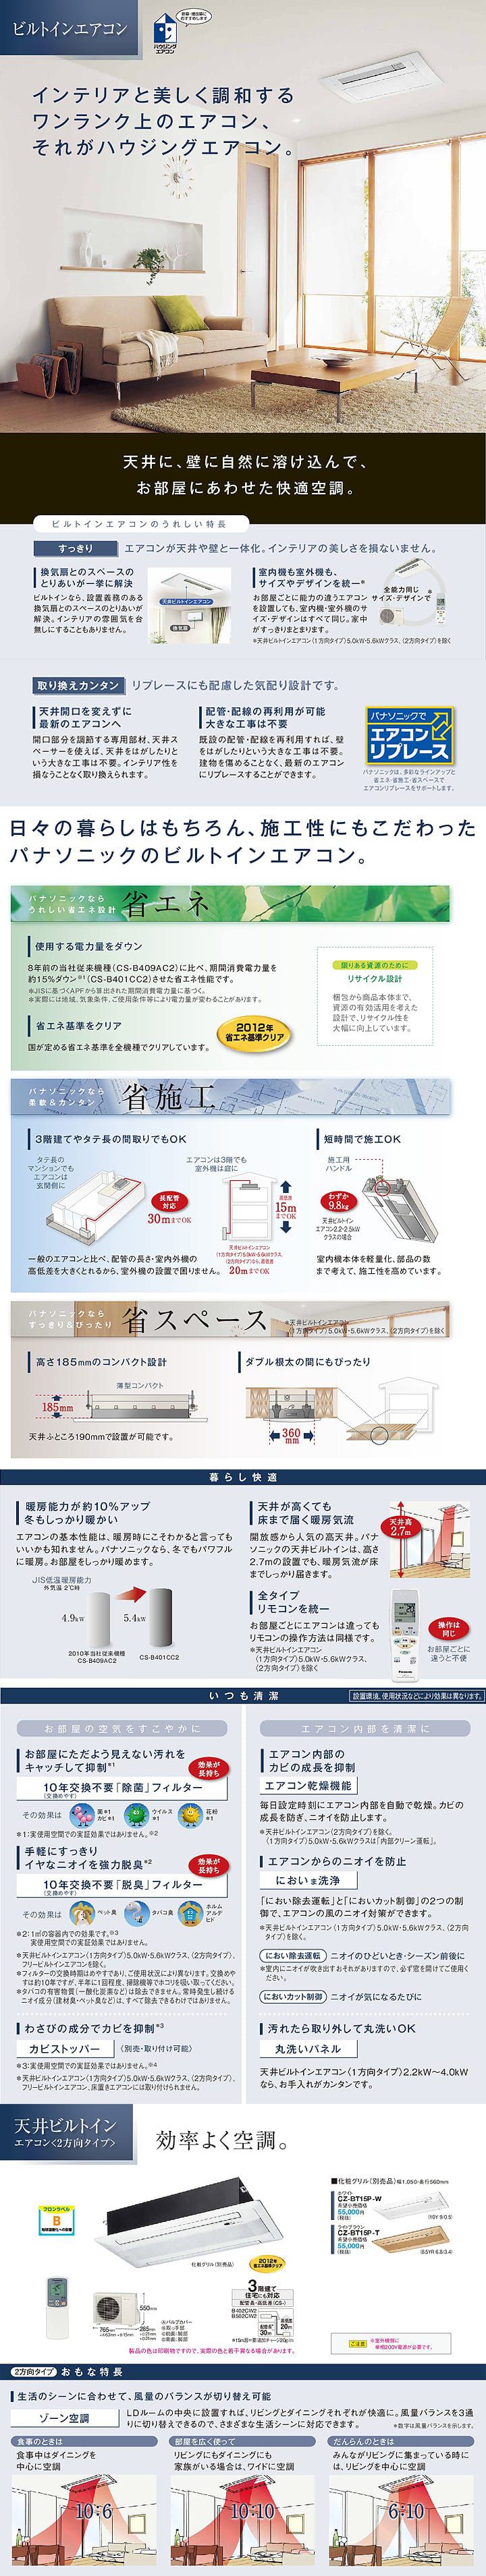 ビルトインエアコン
新築・増改築に
おすすめします
ハウジング
エアコン
インテリアと美しく調和する
ワンランク上のエアコン、
それがハウジングエアコン。
天井に、壁に自然に溶け込んで、
お部屋にあわせた快適空調。
ビルトインエアコンのうれしい特長
すっきり エアコンが天井や壁と一体化。インテリアの美しさを損ないません。
換気扇とのスペースの
とりあいが一挙に解決
ビルトインなら、設置義務のある
換気扇とのスペースのとりあいが
解決。インテリアの雰囲気を台
無しにすることもありません。
天井ビルトインエアコン
換気扇
室内機も室外機も、
サイズやデザインを統一*
お部屋ごとに能力の違うエアコン
を設置しても、室内機・室外機のサ
イズ・デザインはすべて同じ。家中
がすっきりまとまります。
全能力同じ
サイズ・デザインで*
*天井ビルトインエアコン〈1方向タイプ〉5.0kW・5.6kWクラス、〈2方向タイプ〉を除く
取り換えカンタン リプレースにも配慮した気配り設計です。
天井開口を変えずに
最新のエアコンへ
開口部分を調節する専用部材、天井ス
ペーサーを使えば、天井をはがしたりと
いう大きな工事は不要。インテリア性を
損なうことなく取り換えられます。
配管・配線の再利用が可能
大きな工事は不要
既設の配管・配線を再利用すれば、壁
をはがしたりという大きな工事は不要。
建物を傷めることなく、最新のエアコン
にリプレースすることができます。
パナソニックで
エアコン
リプレース
パナソニックは、多彩なラインアップと
省エネ・省施工・省スペースで
エアコンリプレースをサポートします。
日々の暮らしはもちろん、施工性にもこだわった
パナソニックのビルトインエアコン。
パナソニックなら
うれしい省エネ設計
省エネ
使用する電力量をダウン
8年前の当社従来機種(CS-B409AC2)に比べ、期間消費電力量を
約15%ダウン*¹(CS-B401CC2)させた省エネ性能です。
*JISに基づくAPFから算出された期間消費電力量に基づく。
*実際には地域、気象条件、ご使用条件等により電力量が変わることがあります。
省エネ基準をクリア
国が定める省エネ基準を全機種でクリアしています。
2012年
省エネ基準クリア
限りある資源のために
リサイクル設計
梱包から商品本体まで、
資源の有効活用を考えた
設計で、リサイクル性を
大幅に向上しています。
パナソニックなら
柔軟&カンタン
省施工
3階建てやタテ長の間取りでもOK
タテ長の
マンションでも
エアコンは
玄関側に
長配管
対応
30mまでOK
エアコンは3階でも
室外機は庭に
高低差
15m
までOK
天井ビルトインエアコン
〈1方向タイプ〉5.0kW・5.6kWクラス、
〈2方向タイプ〉なら、高低差
20mまでOK
一般のエアコンと比べ、配管の長さ・室内外機の
高低差を大きくとれるから、室外機の設置で困りません。
短時間で施工OK
施工用
ハンドル
わずか
9.8kg
天井ビルトイン
エアコン2.2・2.5kW
クラスの場合
室内機本体を軽量化、部品の数
まで考えて、施工性を高めています。
パナソニックなら
すっきり&ぴったり
省スペース
*天井ビルトインエアコン
〈1方向タイプ〉5.0kW・5.6kWクラス、〈2方向タイプ〉を除く
高さ185mmのコンパクト設計
薄型コンパクト
185mm
天井ふところ190mmで設置が可能です。
ダブル根太の間にもぴったり
360
mm
暮らし快適
暖房能力が約10%アップ
冬もしっかり暖かい
エアコンの基本性能は、暖房時にこそわかると言っても
いいかも知れません。パナソニックなら、冬でもパワフル
に暖房。お部屋をしっかり暖めます。
JIS低温暖房能力
外気温 2℃時
4.9kW
5.4kW
2010年当社従来機種
CS-B409AC2
CS-B401CC2
天井が高くても
床まで届く暖房気流
開放感から人気の高天井。パナ
ソニックの天井ビルトインは、高さ
2.7mの設置でも、暖房気流が床
までしっかり届きます。
天井高
2.7m
全タイプ
リモコンを統一
お部屋ごとにエアコンは違っても
リモコンの操作方法は同様です。
*天井ビルトインエアコン
〈1方向タイプ〉5.0kW・5.6kWクラス、
〈2方向タイプ〉を除く
操作は
同じ
お部屋ごとに
違うと不便
いつも清潔
設置環境、使用状況などにより効果は異なります。
お部屋の空気をすこやかに
お部屋にただよう見えない汚れを
キャッチして抑制*¹
効果が
長持ち
10年交換不要「除菌」フィルター
(交換めやす)
その効果は
菌*1
カビ*1
ウイルス
*1
花粉
*1
*1:実使用空間での実証効果ではありません。*2
手軽にすっきり
イヤなニオイを強力脱臭*²
効果が
長持ち
10年交換不要「脱臭」フィルター
(交換めやす)
その効果は
ペット臭
タバコ臭
ホルム
アルデ
ヒド
*2:1m³の容器内での効果です。*3
実使用空間での実証効果ではありません。
*天井ビルトインエアコン〈1方向タイプ〉5.0kW・5.6kWクラス、〈2方向タイプ〉、
フリービルトインエアコンを除く。
*フィルターの交換時期はめやすであり、ご使用状況により異なります。交換めや
すは約10年ですが、半年に1回程度、掃除機等でホコリを吸い取ってください。
*タバコの有害物質(一酸化炭素など)は除去できません。常時発生し続ける
ニオイ成分(建材臭・ペット臭など)は、すべて除去できるわけではありません。
わさびの成分でカビを抑制*³
カビストッパー 〈別売・取り付け可能〉
*3:実使用空間での実証効果ではありません。*4
*天井ビルトインエアコン〈1方向タイプ〉5.0kW・5.6kWクラス、〈2方向タイプ〉、
フリービルトインエアコン、床置きエアコンには取り付けられません。
エアコン内部を清潔に
エアコン内部の
カビの成長を抑制
エアコン乾燥機能
毎日設定時刻にエアコン内部を自動で乾燥。カビの
成長を防ぎ、ニオイを防止します。
*天井ビルトインエアコン〈2方向タイプ〉を除く。
〈1方向タイプ〉5.0kW・5.6kWクラスは「内部クリーン運転」。
エアコンからのニオイを防止
においま洗浄
「におい除去運転」と「においカット制御」の2つの制
御で、エアコンの風のニオイ対策ができます。
*天井ビルトインエアコン〈1方向タイプ〉5.0kW・5.6kWクラス、〈2方向
タイプ〉を除く。
におい除去運転 ニオイのひどいとき・シーズン前後に
*室内にニオイが吹き出すおそれがありますので、必ず窓を開けてご使用く
ださい。
においカット制御 ニオイが気になるたびに
汚れたら取り外して丸洗いOK
丸洗いパネル
天井ビルトインエアコン〈1方向タイプ〉2.2kW〜4.0kW
なら、お手入れがカンタンです。
天井ビルトイン
エアコン〈2方向タイプ〉
効率よく空調。
フロンラベル
B
地球温暖化への影響
化粧グリル(別売品)
2012年
省エネ基準クリア
■化粧グリル(別売品) 幅1,050・奥行560mm
ホワイト
CZ-BT15P-W
希望小売価格
55,000円
(税抜)
(10Y 9/0.5)
ライトブラウン
CZ-BT15P-T
希望小売価格
55,000円
(税抜)
(8.5YR 6.8/3.4)
550mm
765mm
285mm
3階建て
住宅にも対応
配管長・高低差(CS-)
B402CW2
B502CW2
配管長*
30m
高低差
20m
製品の色は印刷物ですので、実際の色と若干異なる場合があります。
ご注意
*室外機側に
単相200V電源が必要です。
2方向タイプ おもな特長
生活のシーンに合わせて、風量のバランスが切り替え可能
ゾーン空調
LDルームの中央に設置すれば、リビングとダイニングそれぞれが快適に。風量バランスを3通
りに切り替えできるので、さまざまな生活シーンに対応できます。
*数字は風量バランスを示します。
食事のときは
食事中はダイニングを
中心に空調
10:6
部屋を広く使って
リビングにもダイニングにも
家族がいる場合は、ワイドに空調
10:10
だんらんのときは
みんながリビングに集まっている時に
は、リビングを中心に空調
6:10